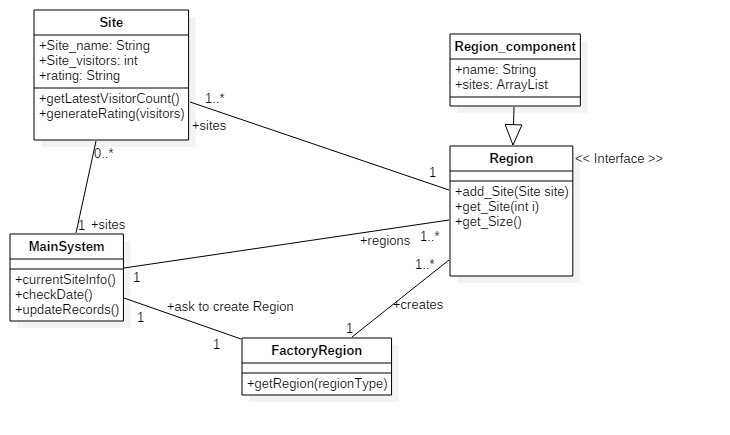 Site
+Site_name: String
+Site_visitors: int
+rating: String
+getLatestVisitorCount()
+generateRating(visitors)
Region_component
+name: String
+sites: ArrayList
1..*
+sites
1
Region
<< Interface >>
+add_Site(Site site)
+get_Site(int i)
+get_Size()
0..*
1
+sites
MainSystem
+currentSiteInfo()
+checkDate()
+updateRecords()
+regions
1..*
1
1..*
+creates
1
+ask to create Region
1
1
FactoryRegion
+getRegion(regionType)